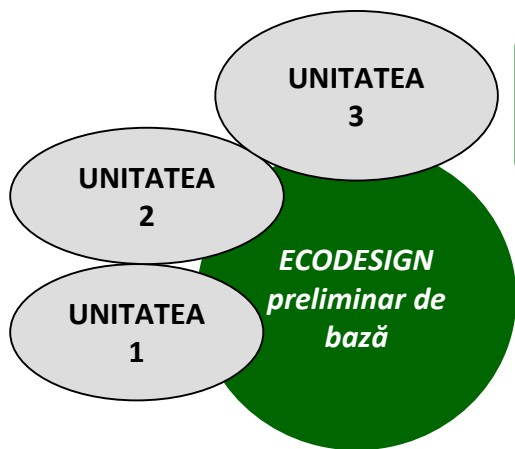 UNITATEA
3
UNITATEA
2
ECODESIGN
preliminar de
bază
UNITATEA
1